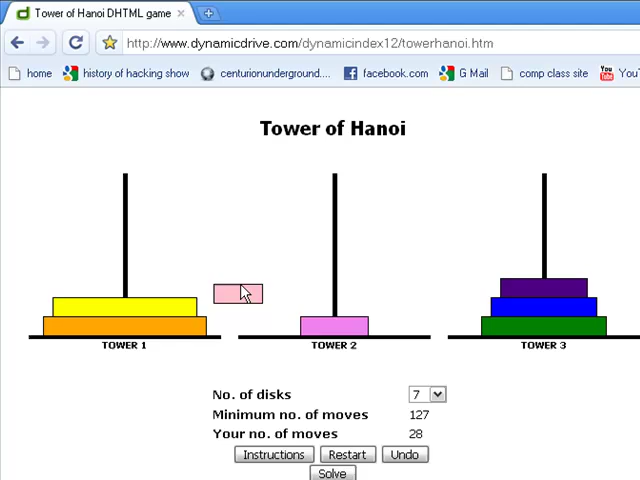 Tower of Hanoi DHTML game
http://www.dynamicdrive.com/dynamicindex12/towerhanoi.htm
home history of hacking show centurionunderground.... facebook.com G Mail comp class site YouT
Tower of Hanoi
TOWER 1 TOWER 2 TOWER 3
No. of disks 7
Minimum no. of moves 127
Your no. of moves 28
Instructions Restart Undo
Solve